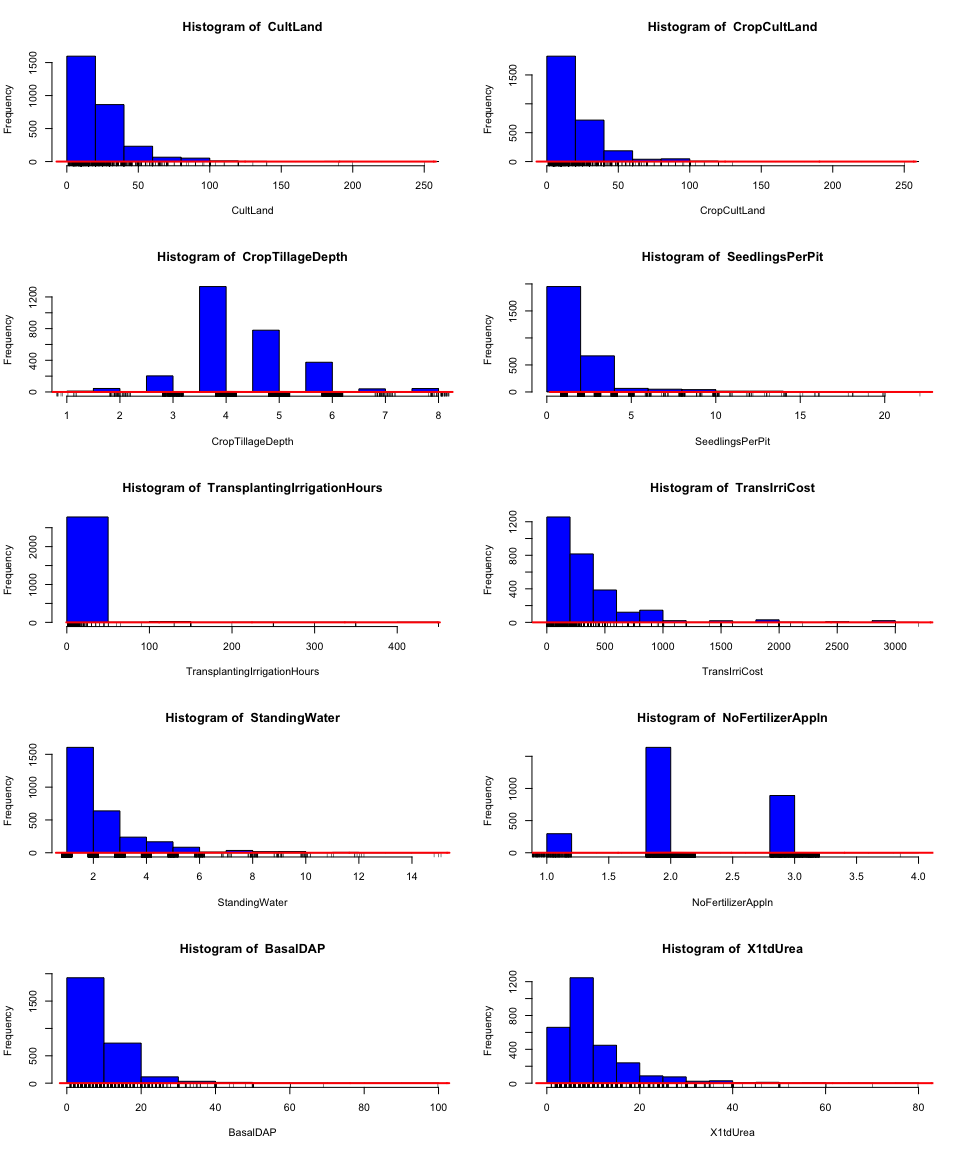 Histogram of CultLand
Frequency
0 500 1000 1500
0 50 100 150 200 250
CultLand
Histogram of CropCultLand
Frequency
0 500 1500
0 50 100 150 200 250
CropCultLand
Histogram of CropTillageDepth
Frequency
0 400 800 1200
1 2 3 4 5 6 7 8
CropTillageDepth
Histogram of SeedlingsPerPit
Frequency
0 500 1500
0 5 10 15 20
SeedlingsPerPit
Histogram of TransplantingIrrigationHours
Frequency
0 1000 2000
0 100 200 300 400
TransplantingIrrigationHours
Histogram of TransIrriCost
Frequency
0 400 800 1200
0 500 1000 1500 2000 2500 3000
TransIrriCost
Histogram of StandingWater
Frequency
0 500 1000 1500
2 4 6 8 10 12 14
StandingWater
Histogram of NoFertilizerAppln
Frequency
0 500 1000
1.0 1.5 2.0 2.5 3.0 3.5 4.0
NoFertilizerAppln
Histogram of BasalDAP
Frequency
0 500 1500
0 20 40 60 80 100
BasalDAP
Histogram of X1tdUrea
Frequency
0 400 800 1200
0 20 40 60 80
X1tdUrea